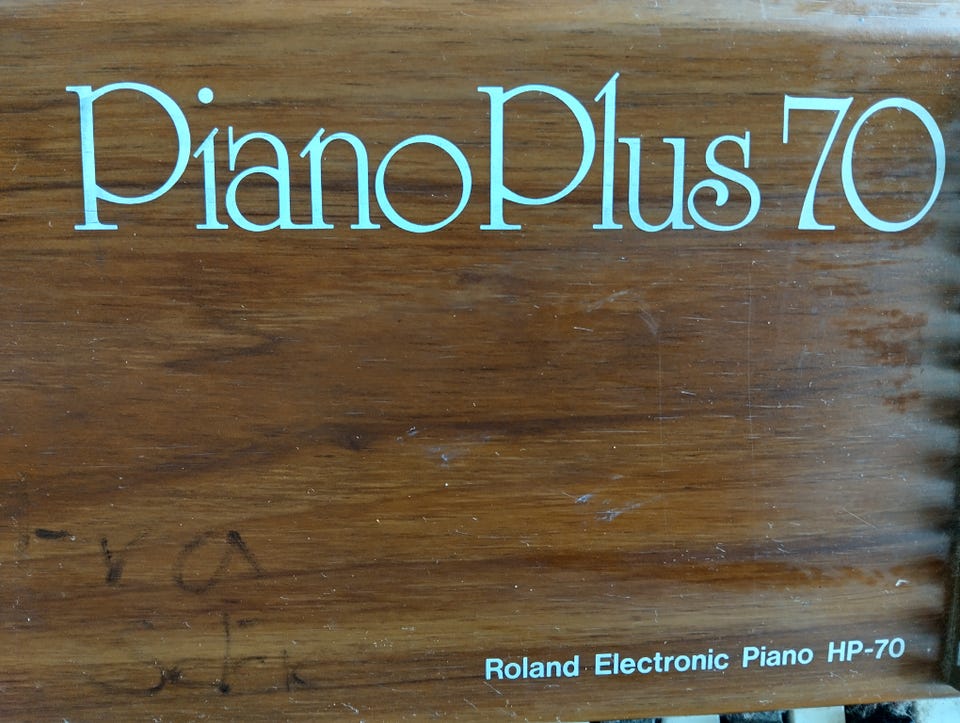 PianoPlus 70
Roland Electronic Piano HP-70